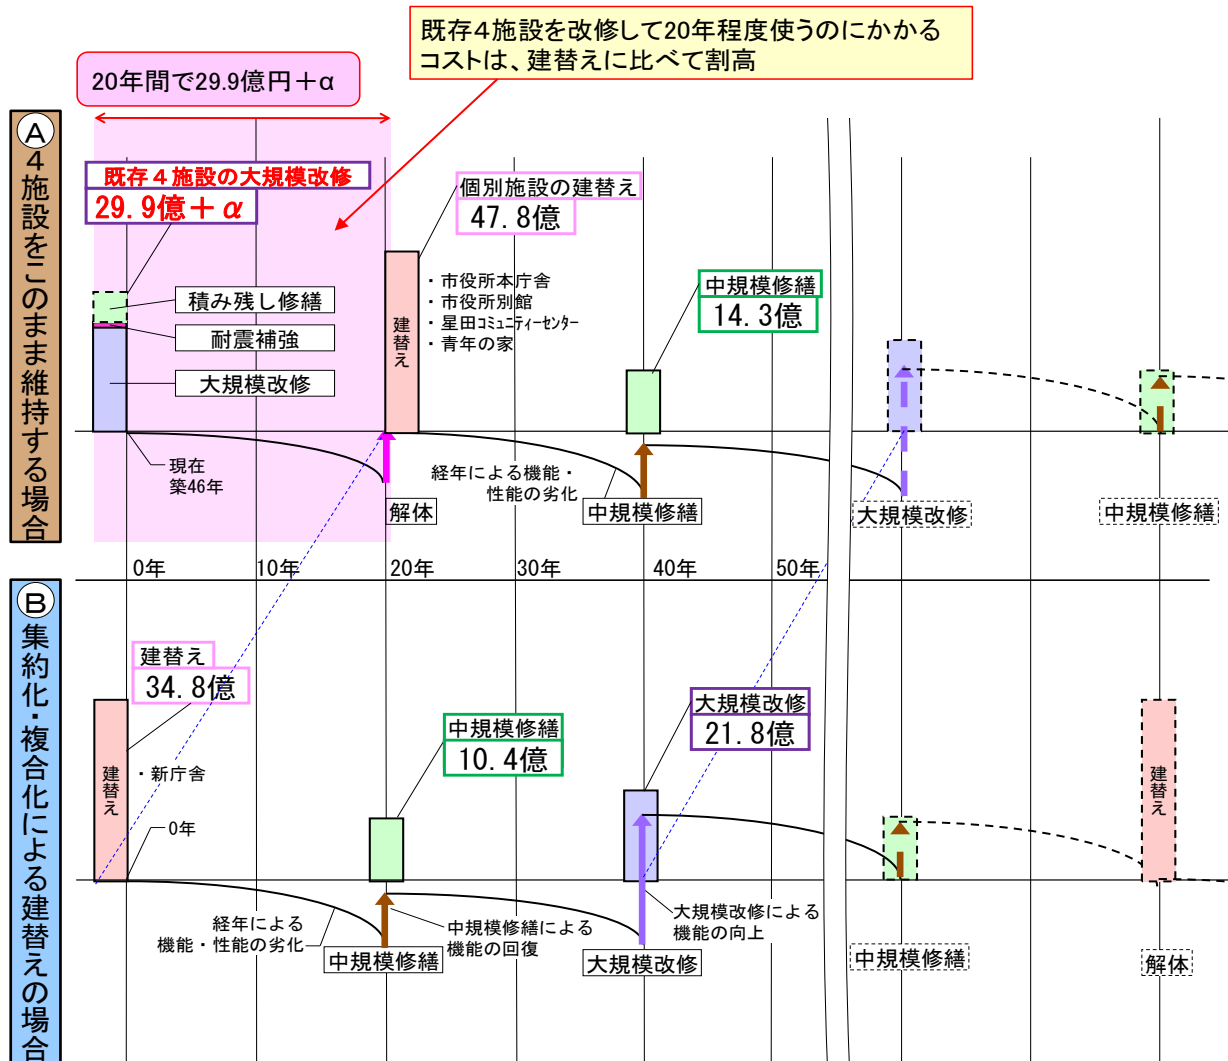 既存4施設を改修して20年程度使うのにかかる
コストは、建替えに比べて割高
20年間で29.9億円＋α
A
4施設をこのまま維持する場合
既存4施設の大規模改修
29.9億＋α
積み残し修繕
耐震補強
大規模改修
現在
築46年
個別施設の建替え
47.8億
建替え
・市役所本庁舎
・市役所別館
・星田コミュニティーセンター
・青年の家
解体
経年による機能・
性能の劣化
中規模修繕
14.3億
中規模修繕
大規模改修
中規模修繕
0年
10年
20年
30年
40年
50年
B
集約化・複合化による建替えの場合
建替え
34.8億
建替え
・新庁舎
0年
経年による
機能・性能の劣化
中規模修繕
10.4億
中規模修繕による
機能の回復
中規模修繕
大規模改修
21.8億
大規模改修による
機能の向上
大規模改修
中規模修繕
建替え
解体